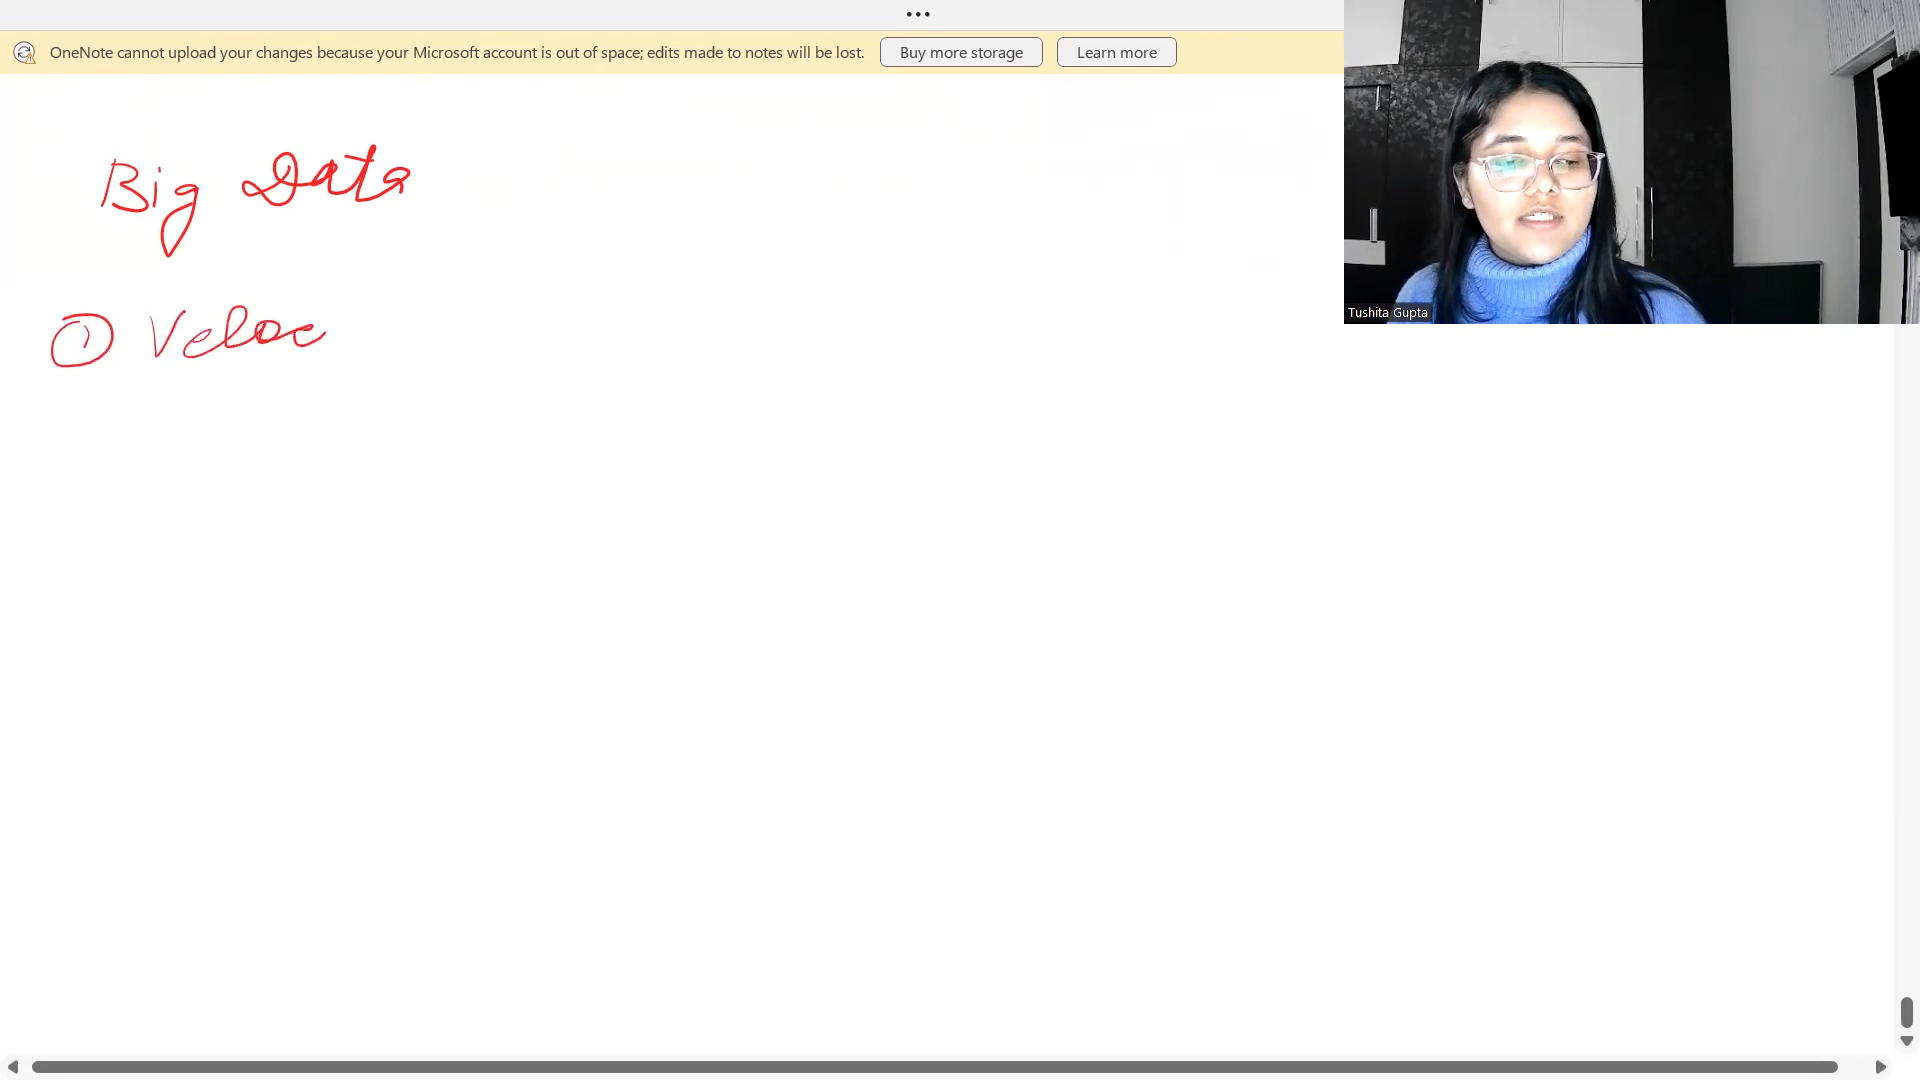 OneNote cannot upload your changes because your Microsoft account is out of space; edits made to notes will be lost. Buy more storage Learn more
Big Data
Tushita Gupta
① Veloc